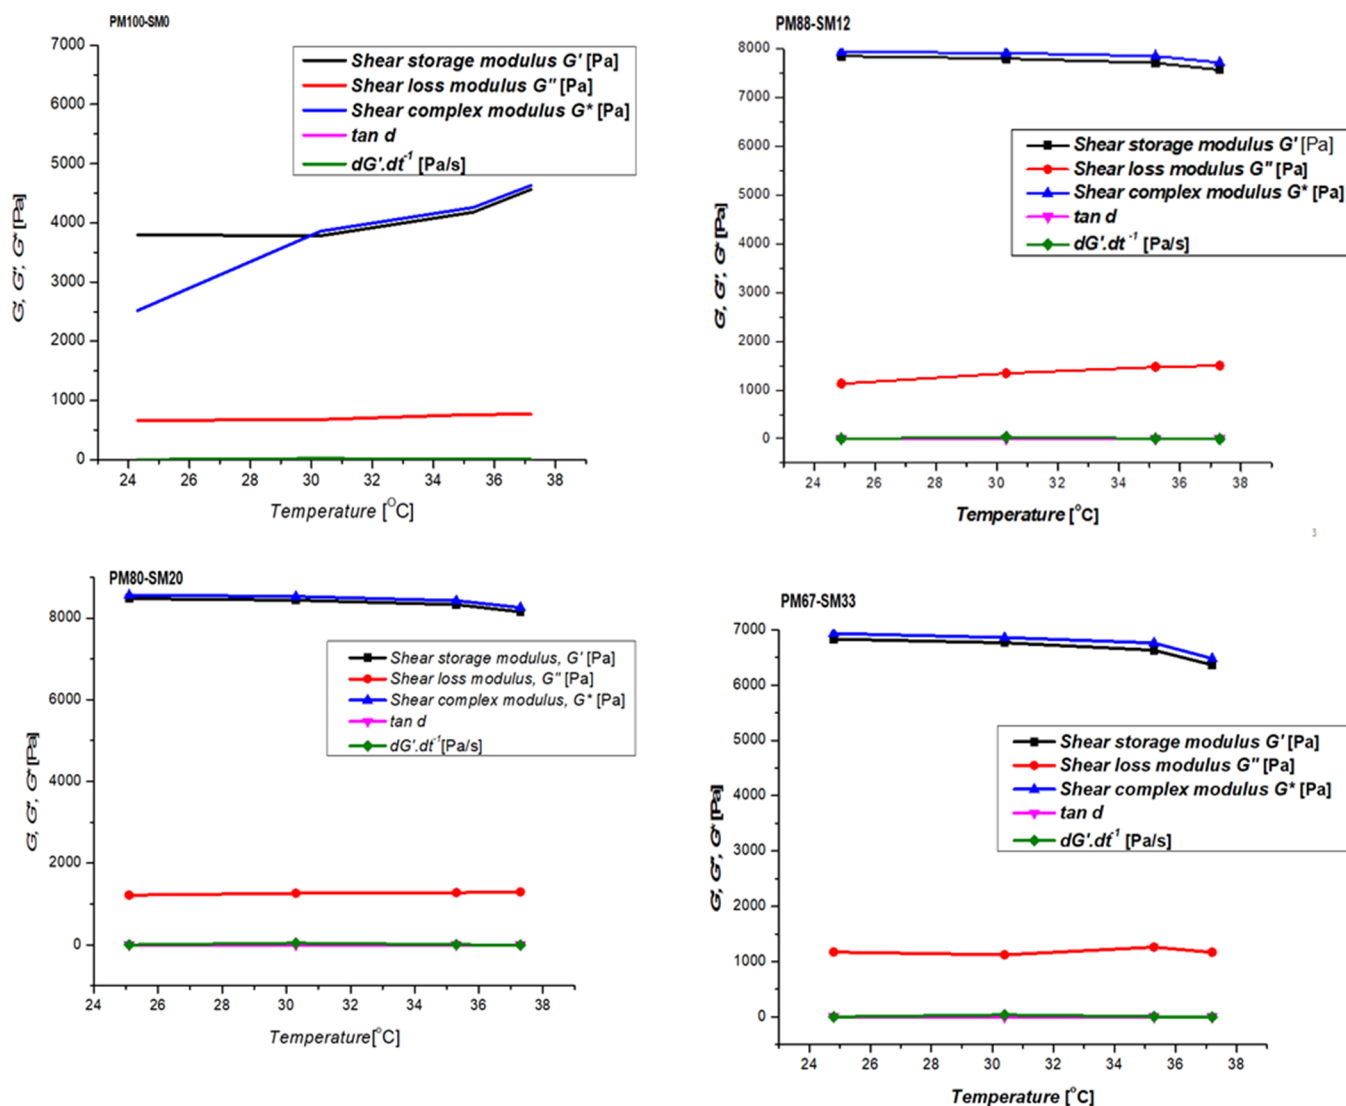 PM100-SM0
7000
6000
5000
4000
3000
2000
1000
0
G', G'', G* [Pa]
Shear storage modulus G' [Pa]
Shear loss modulus G" [Pa]
Shear complex modulus G* [Pa]
tan d
dG'.dt-1 [Pa/s]
24 26 28 30 32 34 36 38
Temperature [OC]
PM88-SM12
8000
7000
6000
5000
4000
3000
2000
1000
0
G', G'', G* [Pa]
Shear storage modulus G' [Pa]
Shear loss modulus G" [Pa]
Shear complex modulus G* [Pa]
tan d
dG'.dt -1 [Pa/s]
24 26 28 30 32 34 36 38
Temperature [oC]
3
PM80-SM20
8000
6000
4000
2000
0
G', G'', G* [Pa]
Shear storage modulus, G' [Pa]
Shear loss modulus, G" [Pa]
Shear complex modulus, G* [Pa]
tan d
dG'.dt-1[Pa/s]
24 26 28 30 32 34 36 38
Temperature[oC]
PM67-SM33
7000
6000
5000
4000
3000
2000
1000
0
G', G'', G* [Pa]
Shear storage modulus G' [Pa]
Shear loss modulus G" [Pa]
Shear complex modulus G* [Pa]
tan d
dG'.dt-1 [Pa/s]
24 26 28 30 32 34 36 38
Temperature [oC]